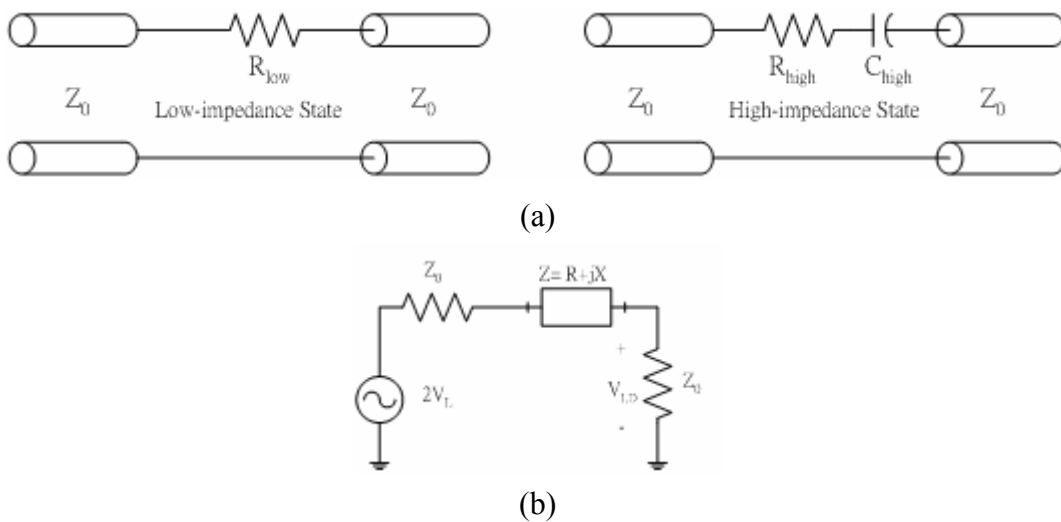 R_low
R_high C_high
Z_0 Low-impedance State Z_0
Z_0 High-impedance State Z_0
(a)
Z_0
Z= R+jX
2V_L
+
V_LD
-
Z_0
(b)